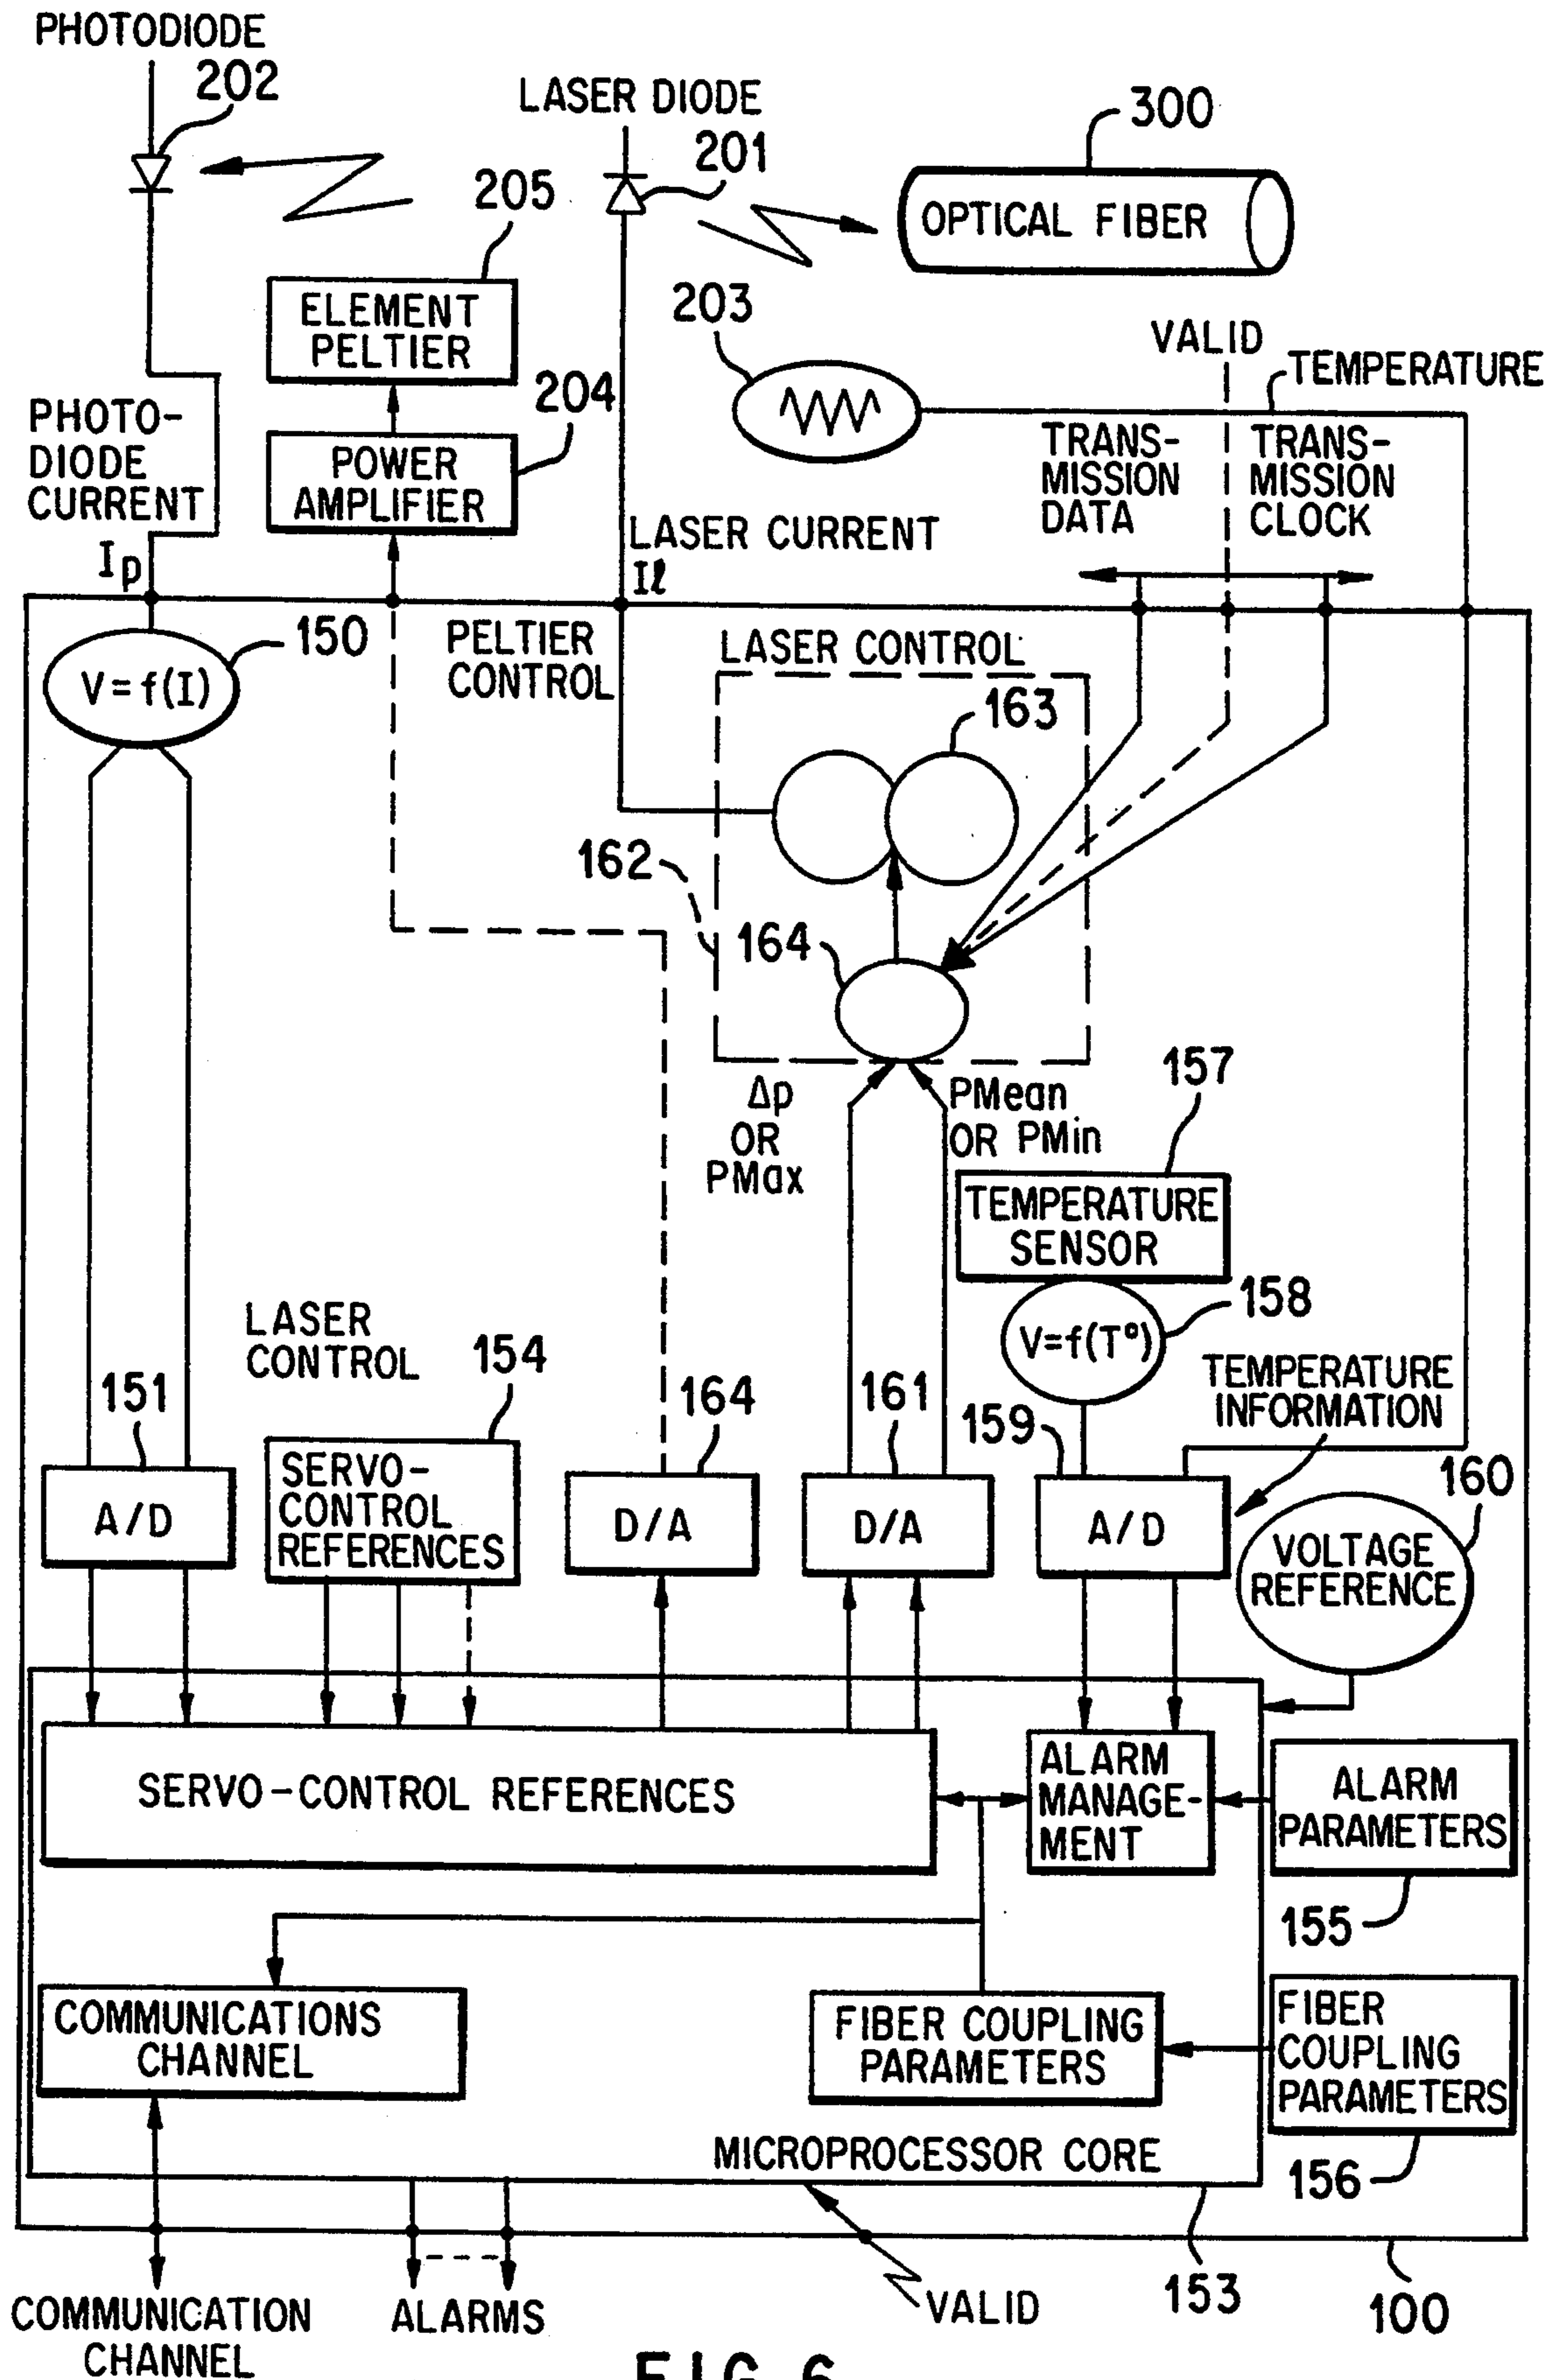 PHOTODIODE
202
LASER DIODE
201
300
OPTICAL FIBER
205
ELEMENT
PELTIER
203
VALID
TEMPERATURE
204
PHOTO-
DIODE
CURRENT
POWER
AMPLIFIER
TRANS-
MISSION
DATA
TRANS-
MISSION
CLOCK
LASER CURRENT
Ip
Iℓ
150
V=f(I)
PELTIER
CONTROL
LASER CONTROL
163
162
164
Δp
OR
PMax
PMean
OR PMin
157
TEMPERATURE
SENSOR
158
V=f(T°)
LASER
CONTROL
154
151
164
161
159
TEMPERATURE
INFORMATION
160
A/D
SERVO-
CONTROL
REFERENCES
D/A
D/A
A/D
VOLTAGE
REFERENCE
SERVO-CONTROL REFERENCES
ALARM
MANAGE-
MENT
ALARM
PARAMETERS
155
COMMUNICATIONS
CHANNEL
FIBER COUPLING
PARAMETERS
FIBER
COUPLING
PARAMETERS
MICROPROCESSOR CORE
156
153
100
VALID
COMMUNICATION
CHANNEL
ALARMS
FIG. 6